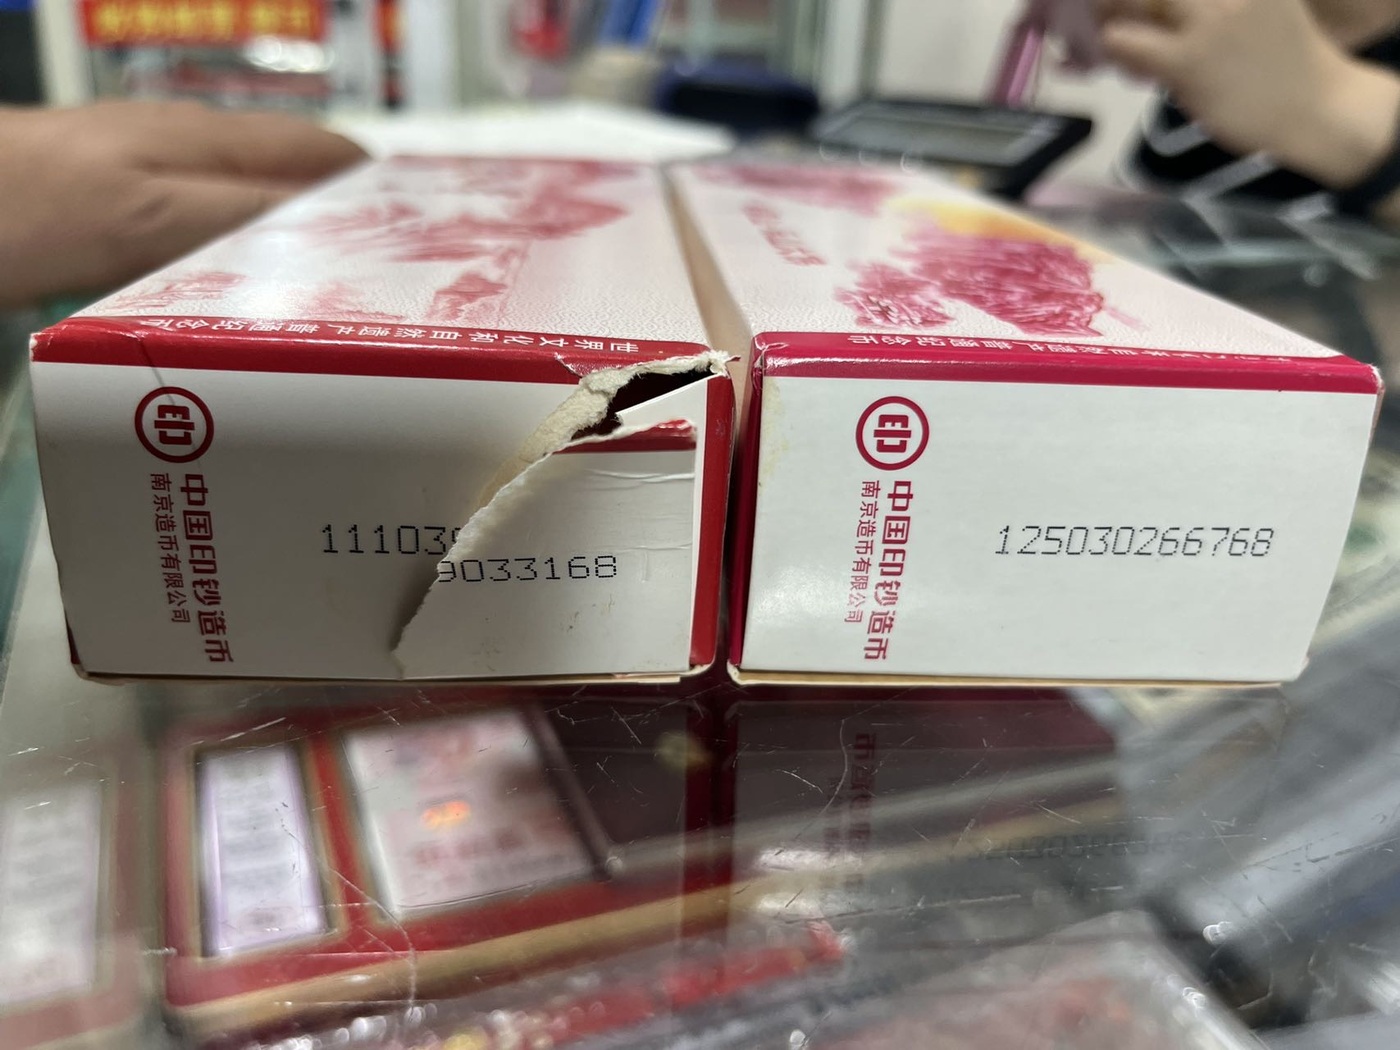 世界文化和自然遗产普通纪念币
中国印钞造币
南京造币有限公司
11103
9033168
中国印钞造币
南京造币有限公司
125030266768